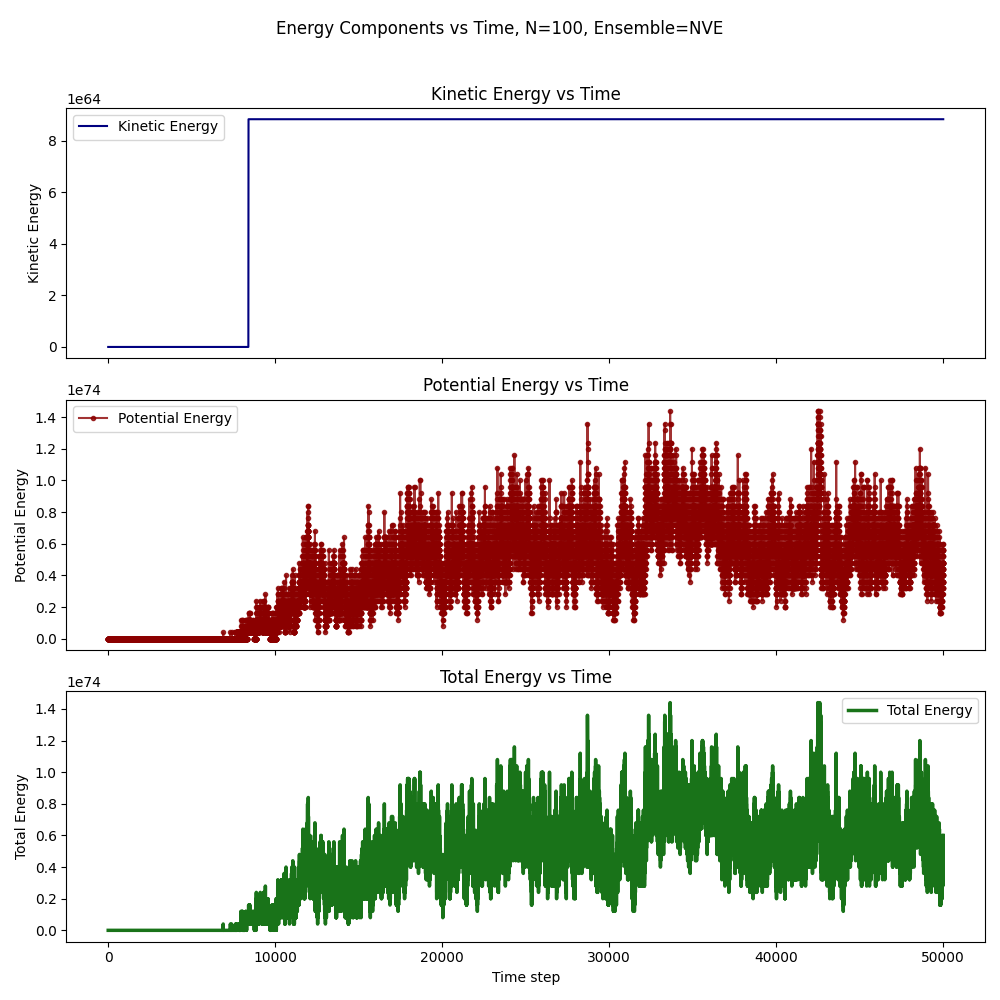 Energy Components vs Time, N=100, Ensemble=NVE
Kinetic Energy vs Time
1e64
Kinetic Energy
Kinetic Energy
8
6
4
2
0
Potential Energy vs Time
1e74
Potential Energy
Potential Energy
1.4
1.2
1.0
0.8
0.6
0.4
0.2
0.0
Total Energy vs Time
1e74
Total Energy
Total Energy
1.4
1.2
1.0
0.8
0.6
0.4
0.2
0.0
0 10000 20000 30000 40000 50000
Time step